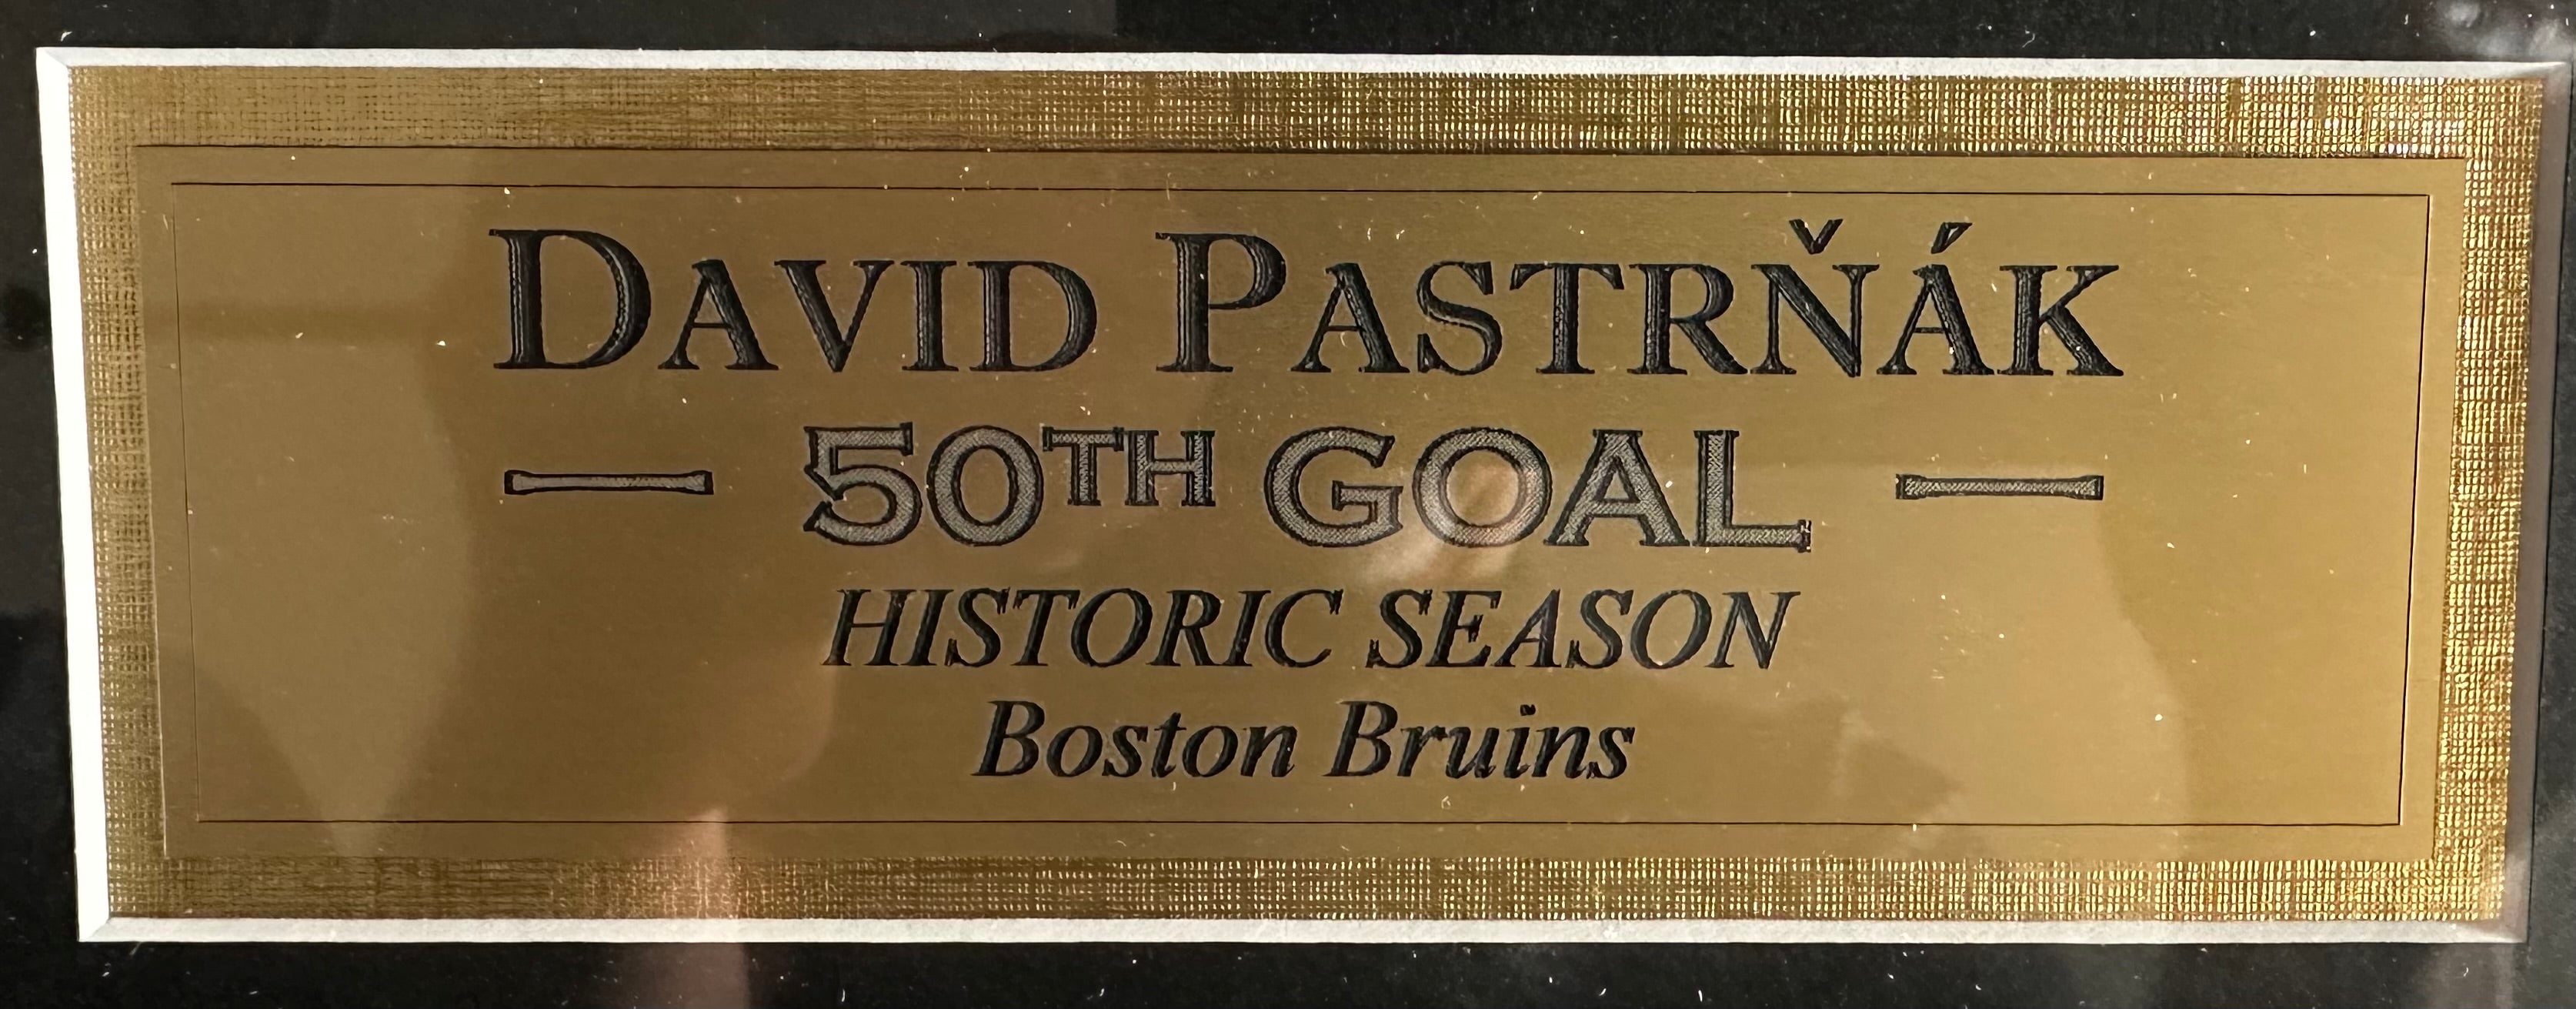 DAVID PASTRŇÁK
— 50TH GOAL —
HISTORIC SEASON
Boston Bruins